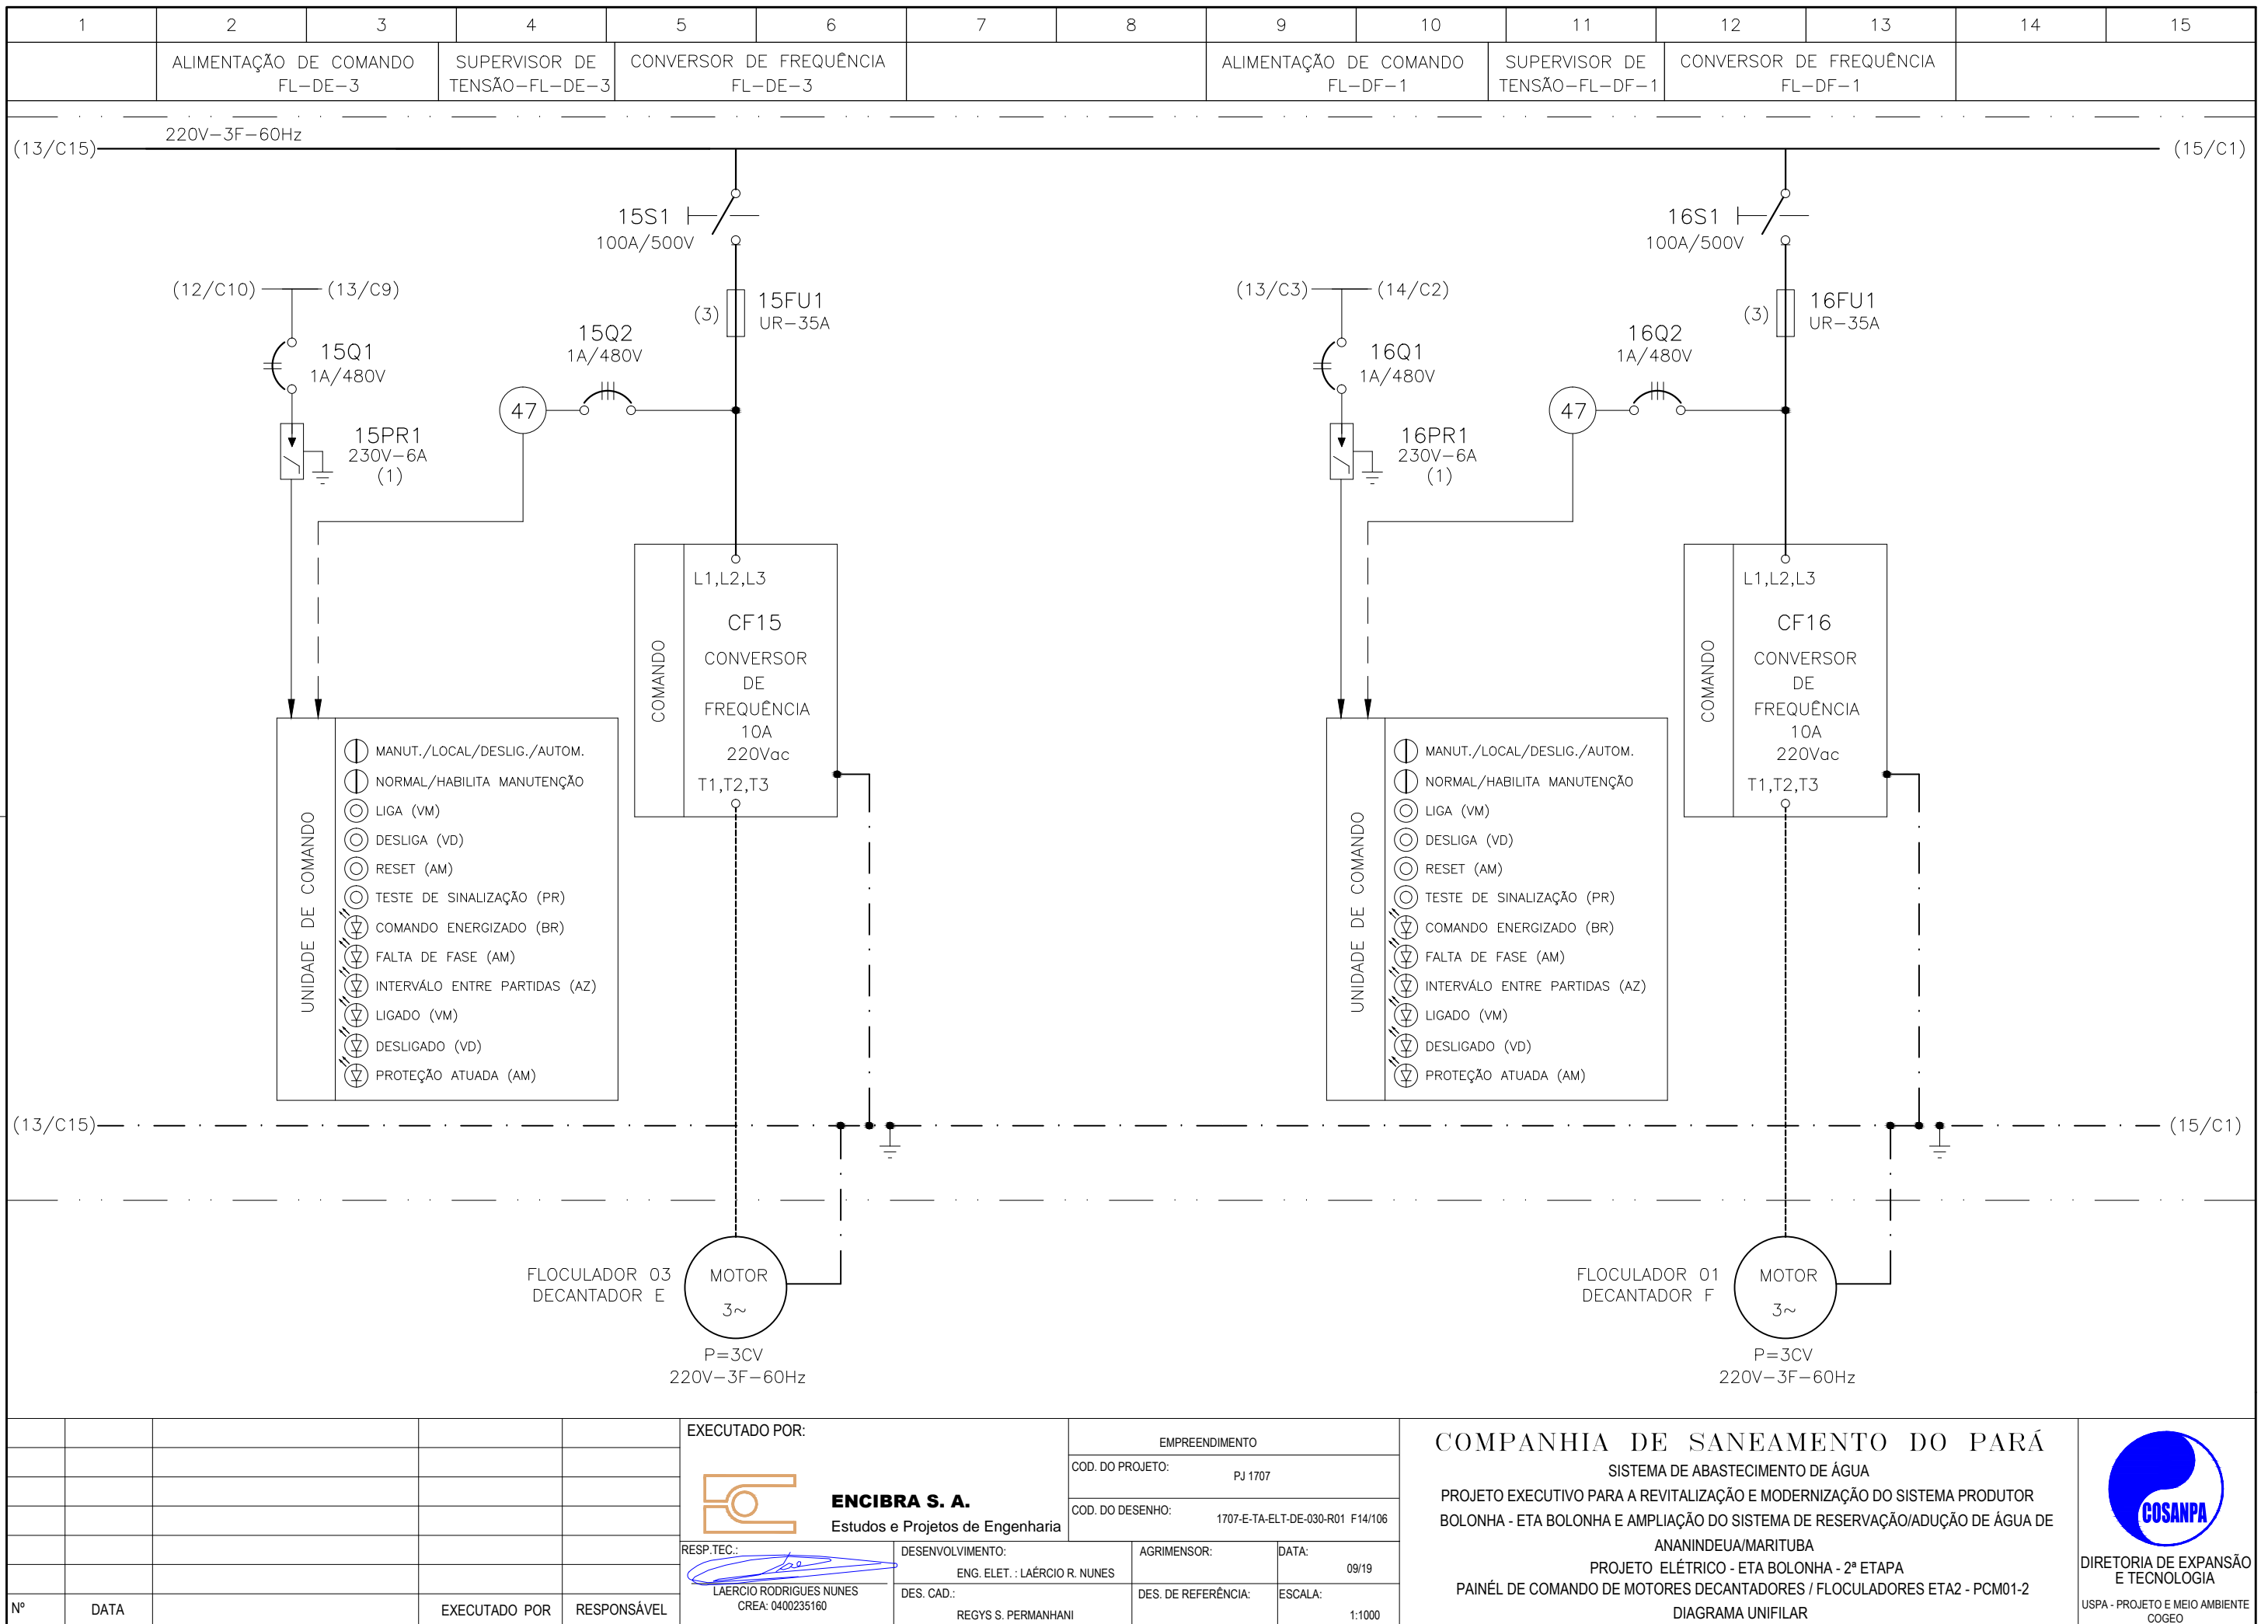 1 2 3 4 5 6 7 8 9 10 11 12 13 14 15
ALIMENTAÇÃO DE COMANDO
FL-DE-3
SUPERVISOR DE
TENSÃO-FL-DE-3
CONVERSOR DE FREQUÊNCIA
FL-DE-3
ALIMENTAÇÃO DE COMANDO
FL-DF-1
SUPERVISOR DE
TENSÃO-FL-DF-1
CONVERSOR DE FREQUÊNCIA
FL-DF-1
220V-3F-60Hz
(13/C15)
(15/C1)
15S1
100A/500V
(12/C10)
(13/C9)
(3)
15FU1
UR-35A
15Q2
1A/480V
15Q1
1A/480V
47
15PR1
230V-6A
(1)
COMANDO
L1,L2,L3
CF15
CONVERSOR
DE
FREQUÊNCIA
10A
220Vac
T1,T2,T3
UNIDADE DE COMANDO
MANUT./LOCAL/DESLIG./AUTOM.
NORMAL/HABILITA MANUTENÇÃO
LIGA (VM)
DESLIGA (VD)
RESET (AM)
TESTE DE SINALIZAÇÃO (PR)
COMANDO ENERGIZADO (BR)
FALTA DE FASE (AM)
INTERVÁLO ENTRE PARTIDAS (AZ)
LIGADO (VM)
DESLIGADO (VD)
PROTEÇÃO ATUADA (AM)
16S1
100A/500V
(13/C3)
(14/C2)
(3)
16FU1
UR-35A
16Q2
1A/480V
16Q1
1A/480V
47
16PR1
230V-6A
(1)
COMANDO
L1,L2,L3
CF16
CONVERSOR
DE
FREQUÊNCIA
10A
220Vac
T1,T2,T3
UNIDADE DE COMANDO
MANUT./LOCAL/DESLIG./AUTOM.
NORMAL/HABILITA MANUTENÇÃO
LIGA (VM)
DESLIGA (VD)
RESET (AM)
TESTE DE SINALIZAÇÃO (PR)
COMANDO ENERGIZADO (BR)
FALTA DE FASE (AM)
INTERVÁLO ENTRE PARTIDAS (AZ)
LIGADO (VM)
DESLIGADO (VD)
PROTEÇÃO ATUADA (AM)
(13/C15)
(15/C1)
FLOCULADOR 03
DECANTADOR E
MOTOR
3~
P=3CV
220V-3F-60Hz
FLOCULADOR 01
DECANTADOR F
MOTOR
3~
P=3CV
220V-3F-60Hz
Nº DATA EXECUTADO POR RESPONSÁVEL
EXECUTADO POR:
ENCIBRA S. A.
Estudos e Projetos de Engenharia
EMPREENDIMENTO
COD. DO PROJETO:
PJ 1707
COD. DO DESENHO:
1707-E-TA-ELT-DE-030-R01 F14/106
RESP.TEC.:
LAERCIO RODRIGUES NUNES
CREA: 0400235160
DESENVOLVIMENTO:
ENG. ELET. : LAÉRCIO R. NUNES
AGRIMENSOR:
DATA:
09/19
DES. CAD.:
REGYS S. PERMANHANI
DES. DE REFERÊNCIA:
ESCALA:
1:1000
COMPANHIA DE SANEAMENTO DO PARÁ
SISTEMA DE ABASTECIMENTO DE ÁGUA
PROJETO EXECUTIVO PARA A REVITALIZAÇÃO E MODERNIZAÇÃO DO SISTEMA PRODUTOR
BOLONHA - ETA BOLONHA E AMPLIAÇÃO DO SISTEMA DE RESERVAÇÃO/ADUÇÃO DE ÁGUA DE
ANANINDEUA/MARITUBA
PROJETO ELÉTRICO - ETA BOLONHA - 2ª ETAPA
PAINÉL DE COMANDO DE MOTORES DECANTADORES / FLOCULADORES ETA2 - PCM01-2
DIAGRAMA UNIFILAR
COSANPA
DIRETORIA DE EXPANSÃO
E TECNOLOGIA
USPA - PROJETO E MEIO AMBIENTE
COGEO